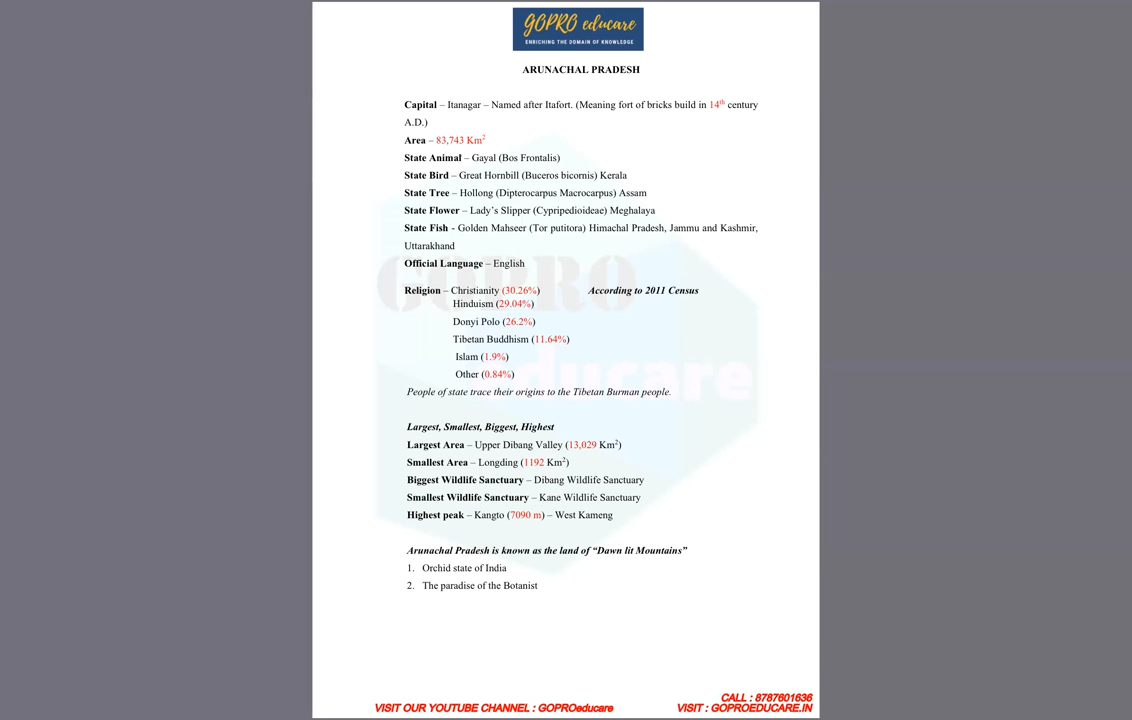 GOPRO educare
ENRICHING THE DOMAIN OF KNOWLEDGE
ARUNACHAL PRADESH
Capital – Itanagar – Named after Itafort. (Meaning fort of bricks build in 14th century
A.D.)
Area – 83,743 Km2
State Animal – Gayal (Bos Frontalis)
State Bird – Great Hornbill (Buceros bicornis) Kerala
State Tree – Hollong (Dipterocarpus Macrocarpus) Assam
State Flower – Lady’s Slipper (Cypripedioideae) Meghalaya
State Fish - Golden Mahseer (Tor putitora) Himachal Pradesh, Jammu and Kashmir,
Uttarakhand
Official Language – English
GOPRO
Religion – Christianity (30.26%) According to 2011 Census
Hinduism (29.04%)
Donyi Polo (26.2%)
Tibetan Buddhism (11.64%)
Islam (1.9%)
Other (0.84%)
educare
People of state trace their origins to the Tibetan Burman people.
Largest, Smallest, Biggest, Highest
Largest Area – Upper Dibang Valley (13,029 Km2)
Smallest Area – Longding (1192 Km2)
Biggest Wildlife Sanctuary – Dibang Wildlife Sanctuary
Smallest Wildlife Sanctuary – Kane Wildlife Sanctuary
Highest peak – Kangto (7090 m) – West Kameng
Arunachal Pradesh is known as the land of “Dawn lit Mountains”
1. Orchid state of India
2. The paradise of the Botanist
CALL : 8787601636
VISIT OUR YOUTUBE CHANNEL : GOPROeducare VISIT : GOPROEDUCARE.IN